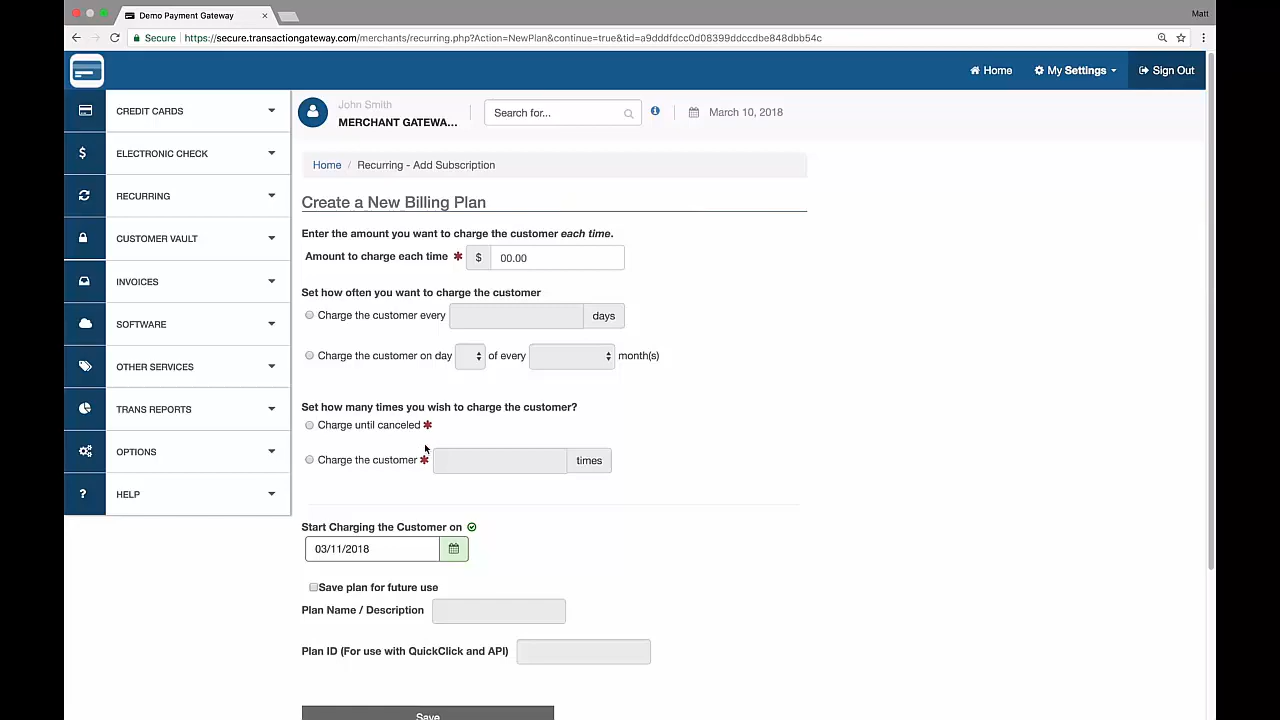 Demo Payment Gateway ×
Matt
Secure https://secure.transactiongateway.com/merchants/recurring.php?Action=NewPlan&continue=true&tid=a9dddfdcc0d08399ddccdbe848dbb54c
Home My Settings Sign Out
CREDIT CARDS
$ ELECTRONIC CHECK
RECURRING
CUSTOMER VAULT
INVOICES
SOFTWARE
OTHER SERVICES
TRANS REPORTS
OPTIONS
? HELP
John Smith
MERCHANT GATEWA...
Search for...
March 10, 2018
Home / Recurring - Add Subscription
Create a New Billing Plan
Enter the amount you want to charge the customer each time.
Amount to charge each time * $ 00.00
Set how often you want to charge the customer
Charge the customer every days
Charge the customer on day of every month(s)
Set how many times you wish to charge the customer?
Charge until canceled *
Charge the customer * times
Start Charging the Customer on
03/11/2018
Save plan for future use
Plan Name / Description
Plan ID (For use with QuickClick and API)
Save